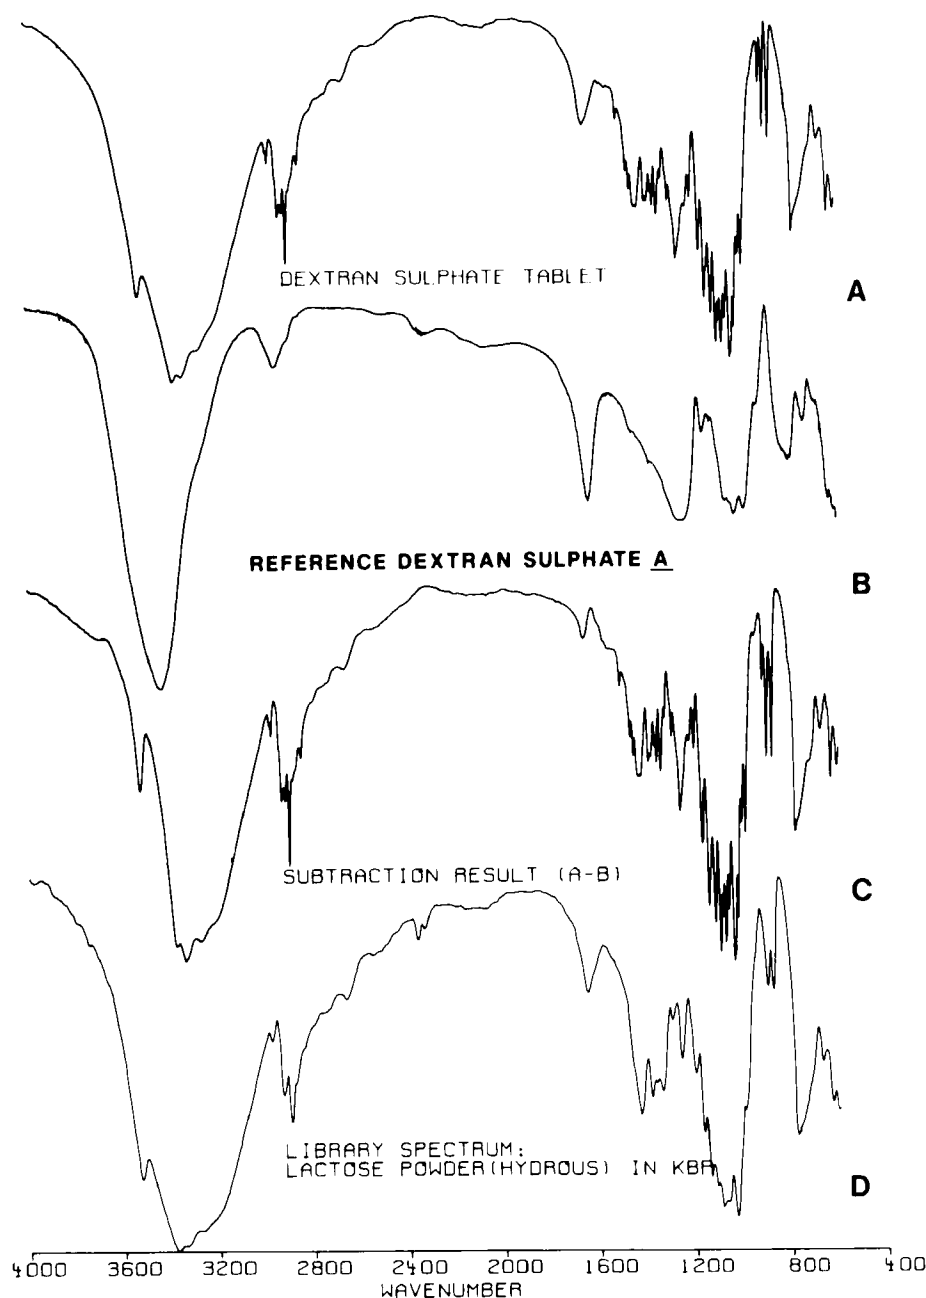 DEXTRAN SULPHATE TABLET
A
REFERENCE DEXTRAN SULPHATE A
B
SUBTRACTION RESULT (A-B)
C
LIBRARY SPECTRUM:
LACTOSE POWDER(HYDROUS) IN KBR
D
4000 3600 3200 2800 2400 2000 1600 1200 800 400
WAVENUMBER